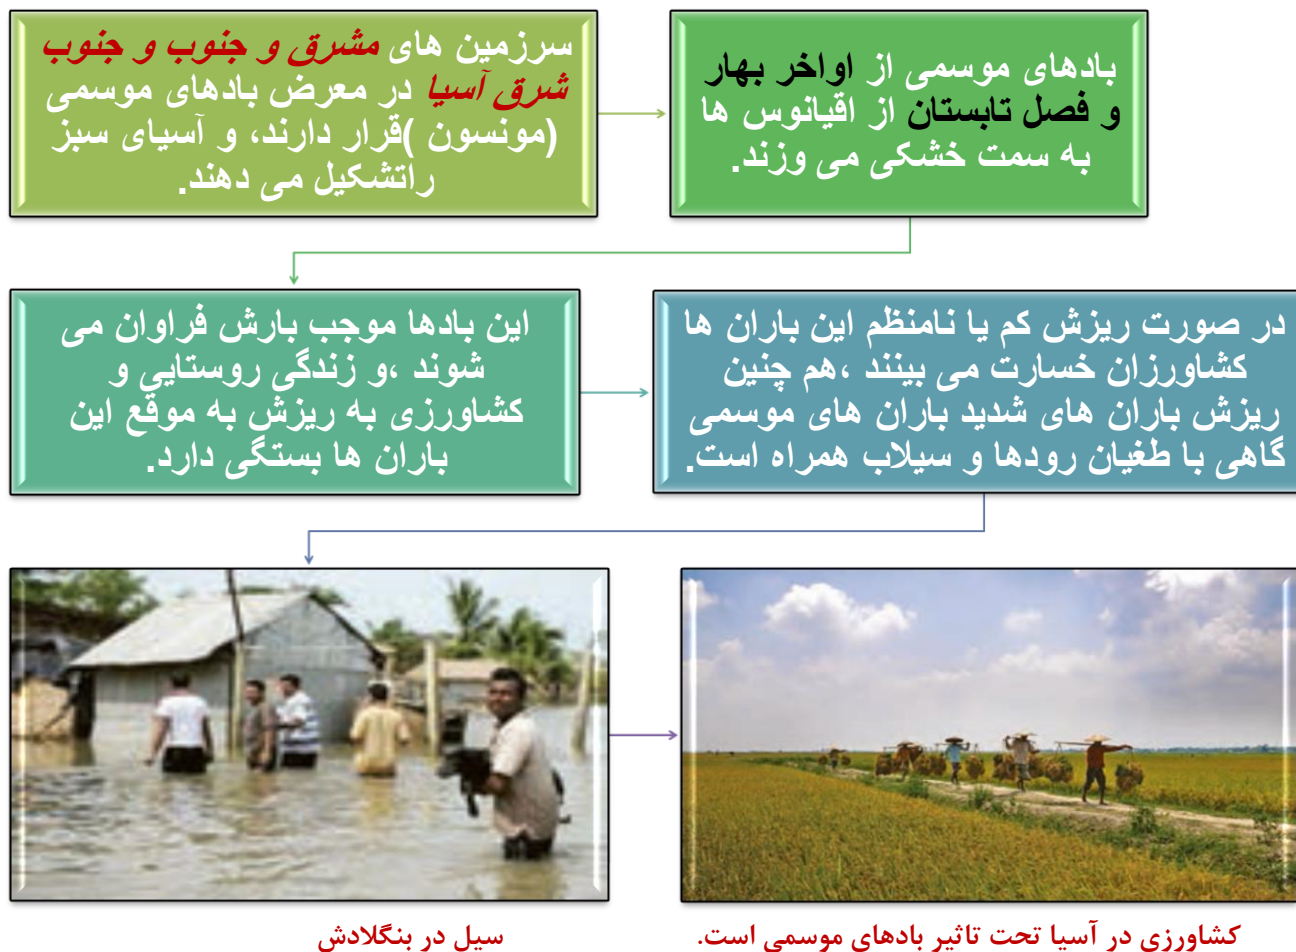 سرزمین های مشرق و جنوب و جنوب
شرق آسیا در معرض بادهای موسمی
(مونسون )قرار دارند، و آسیای سبز
راتشکیل می دهند.
بادهای موسمی از اواخر بهار
و فصل تابستان از اقیانوس ها
به سمت خشکی می وزند.
این بادها موجب بارش فراوان می
شوند ،و زندگی روستایی و
کشاورزی به ریزش به موقع این
باران ها بستگی دارد.
در صورت ریزش کم یا نامنظم این باران ها
کشاورزان خسارت می بینند ،هم چنین
ریزش باران های شدید باران های موسمی
گاهی با طغیان رودها و سیلاب همراه است.
سیل در بنگلادش
کشاورزی در آسیا تحت تاثیر بادهای موسمی است.